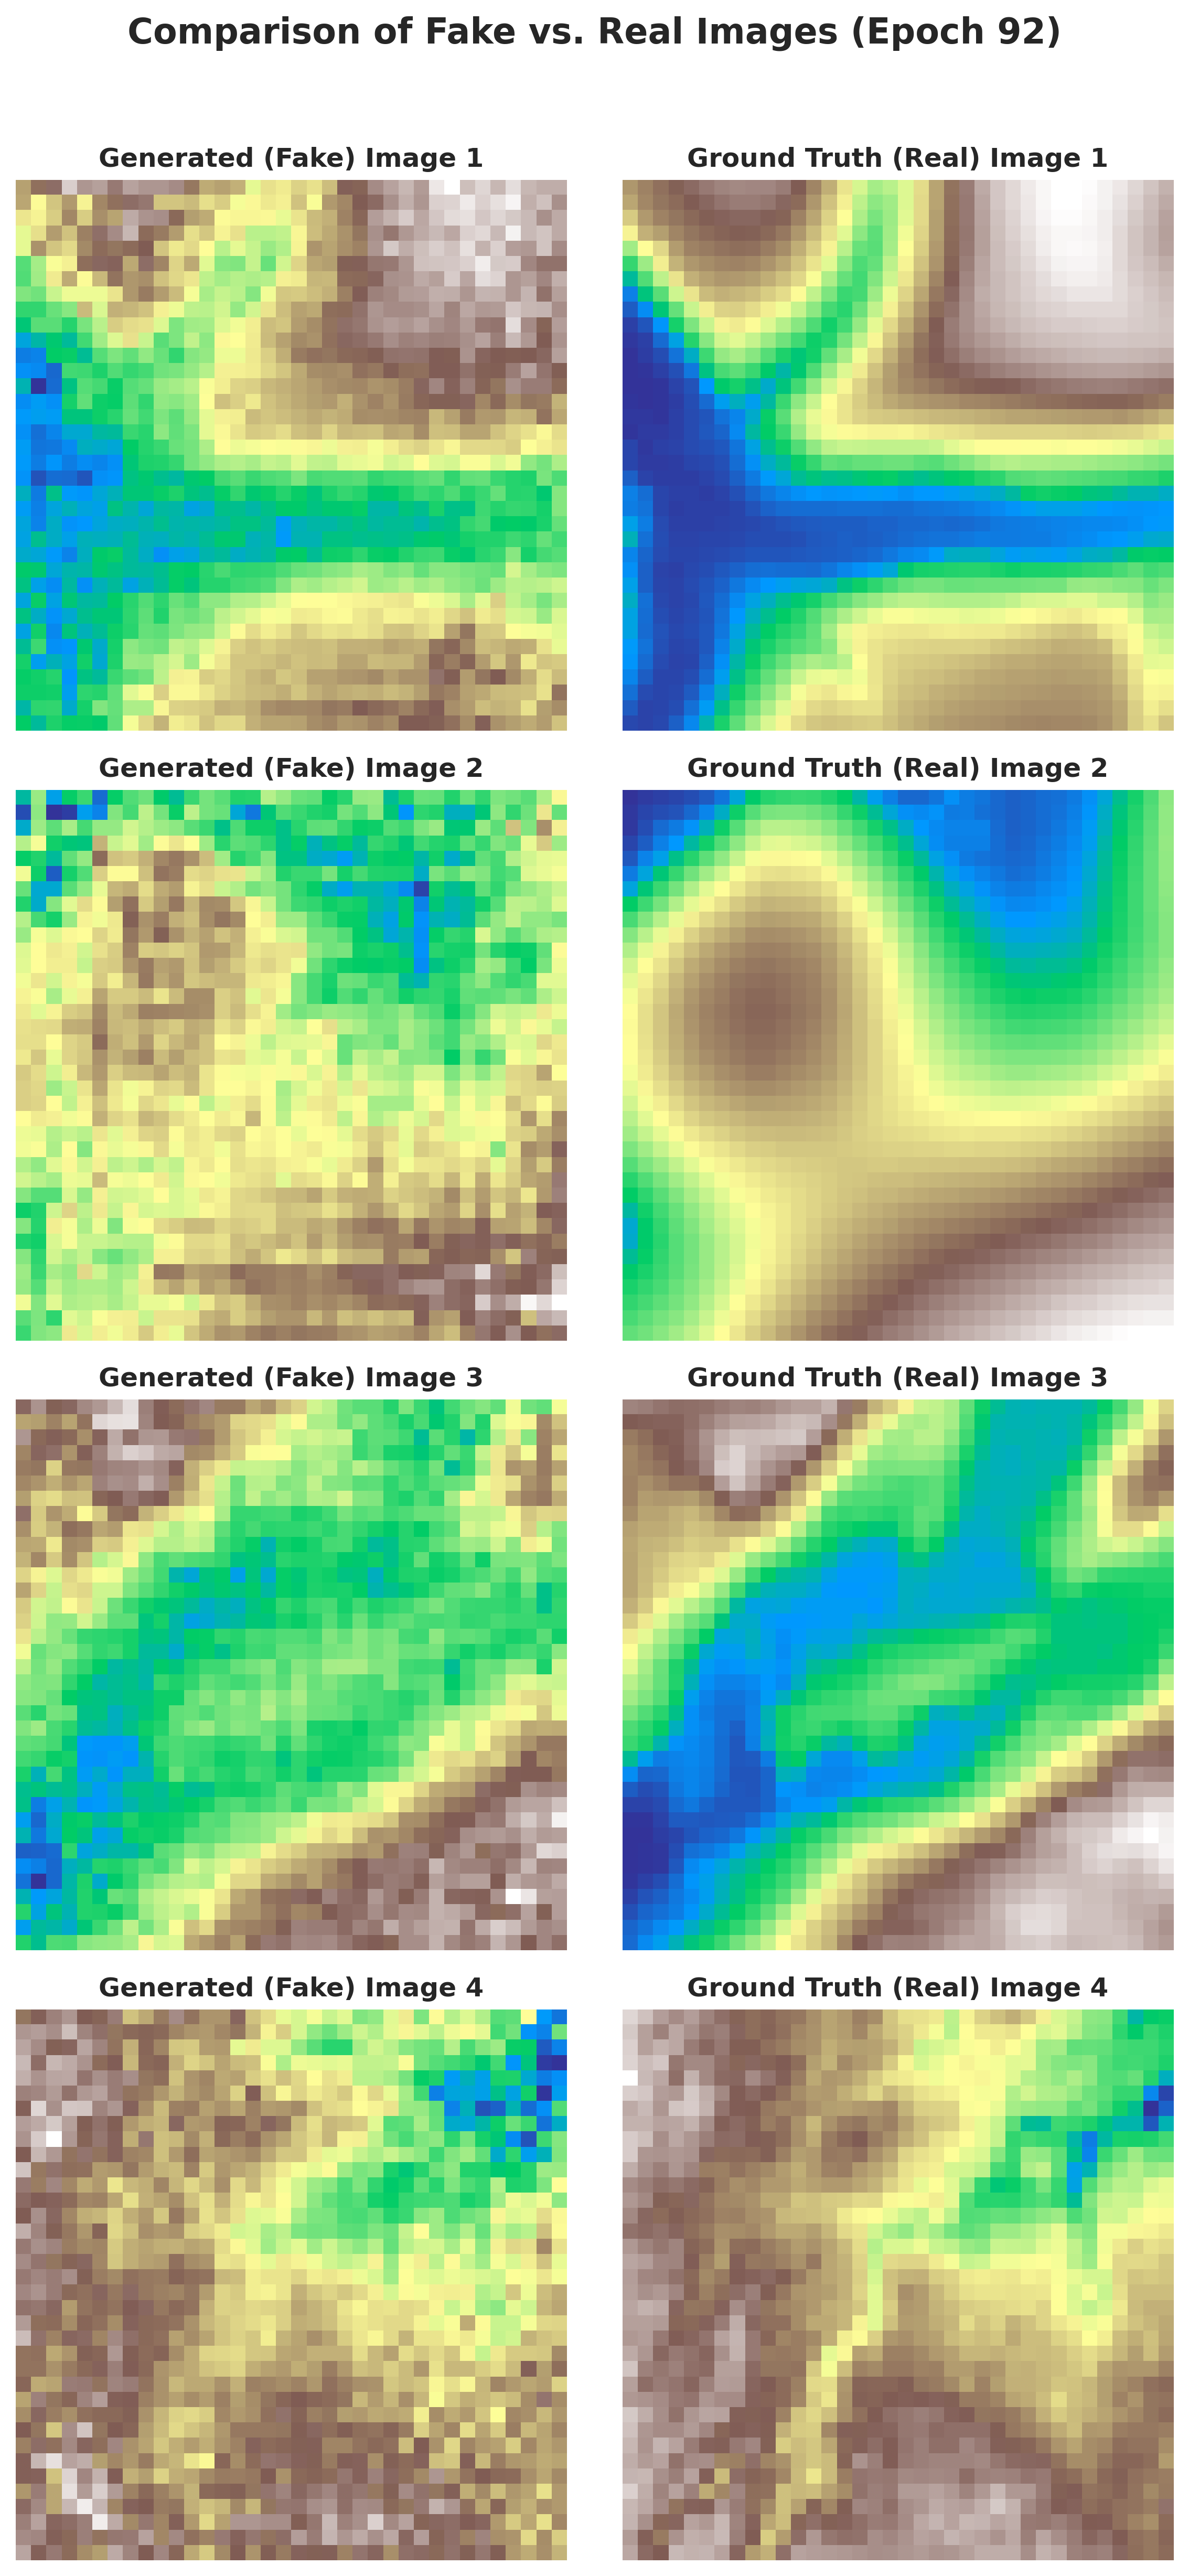 Comparison of Fake vs. Real Images (Epoch 92)
Generated (Fake) Image 1
Ground Truth (Real) Image 1
Generated (Fake) Image 2
Ground Truth (Real) Image 2
Generated (Fake) Image 3
Ground Truth (Real) Image 3
Generated (Fake) Image 4
Ground Truth (Real) Image 4